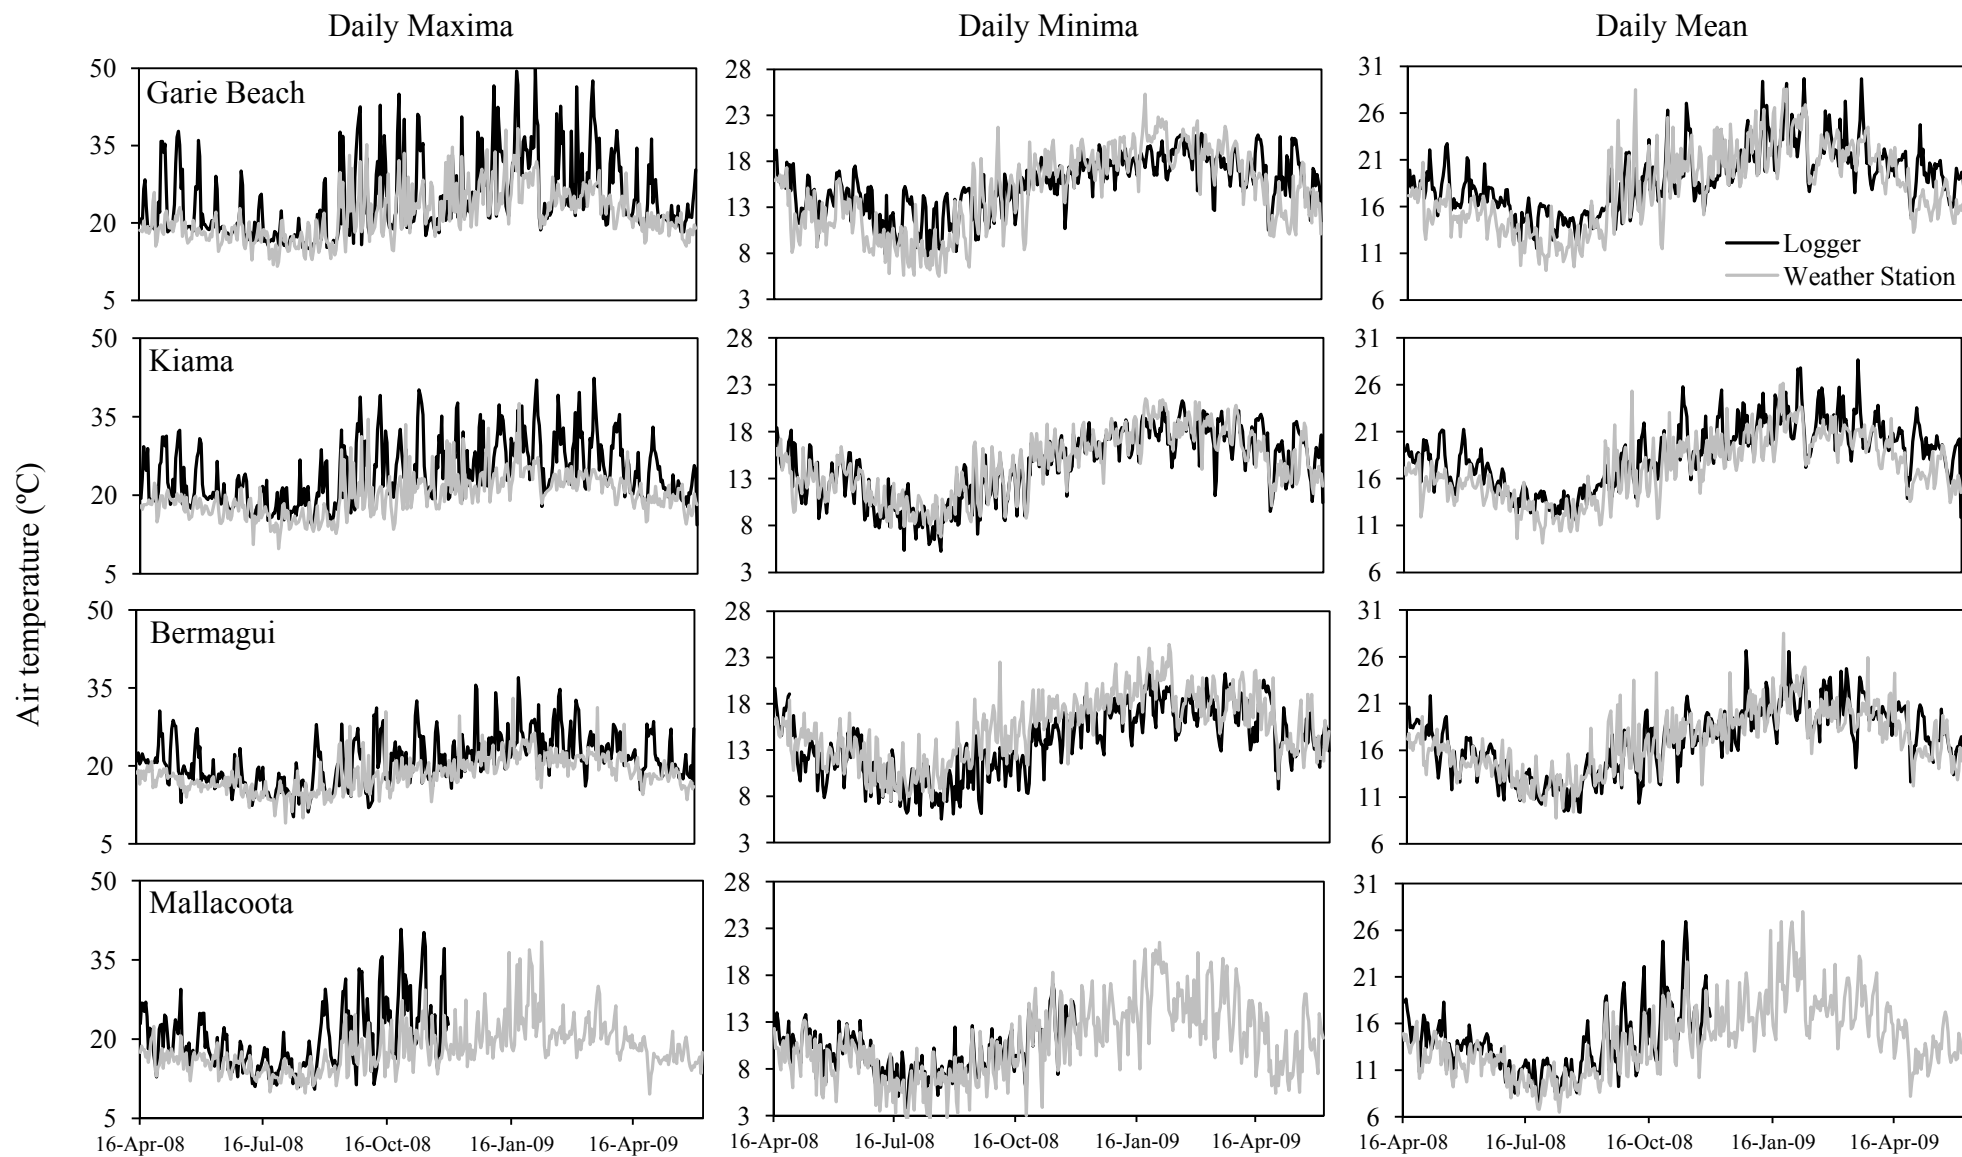 Daily Maxima Daily Minima Daily Mean
50 28 31
Garie Beach
35 23 26
18 21
20 13 16
8 11
5 3 6
Logger
Weather Station
50 28 31
Kiama
35 23 26
18 21
20 13 16
8 11
5 3 6
Air temperature (ºC)
50 28 31
Bermagui
35 23 26
18 21
20 13 16
8 11
5 3 6
50 28 31
Mallacoota
35 23 26
18 21
20 13 16
8 11
5 3 6
16-Apr-08 16-Jul-08 16-Oct-08 16-Jan-09 16-Apr-09 16-Apr-08 16-Jul-08 16-Oct-08 16-Jan-09 16-Apr-09 16-Apr-08 16-Jul-08 16-Oct-08 16-Jan-09 16-Apr-09